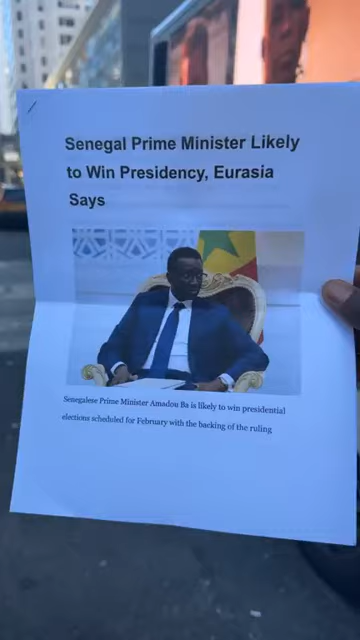 Senegal Prime Minister Likely
to Win Presidency, Eurasia
Says
Senegalese Prime Minister Amadou Ba is likely to win presidential
elections scheduled for February with the backing of the ruling